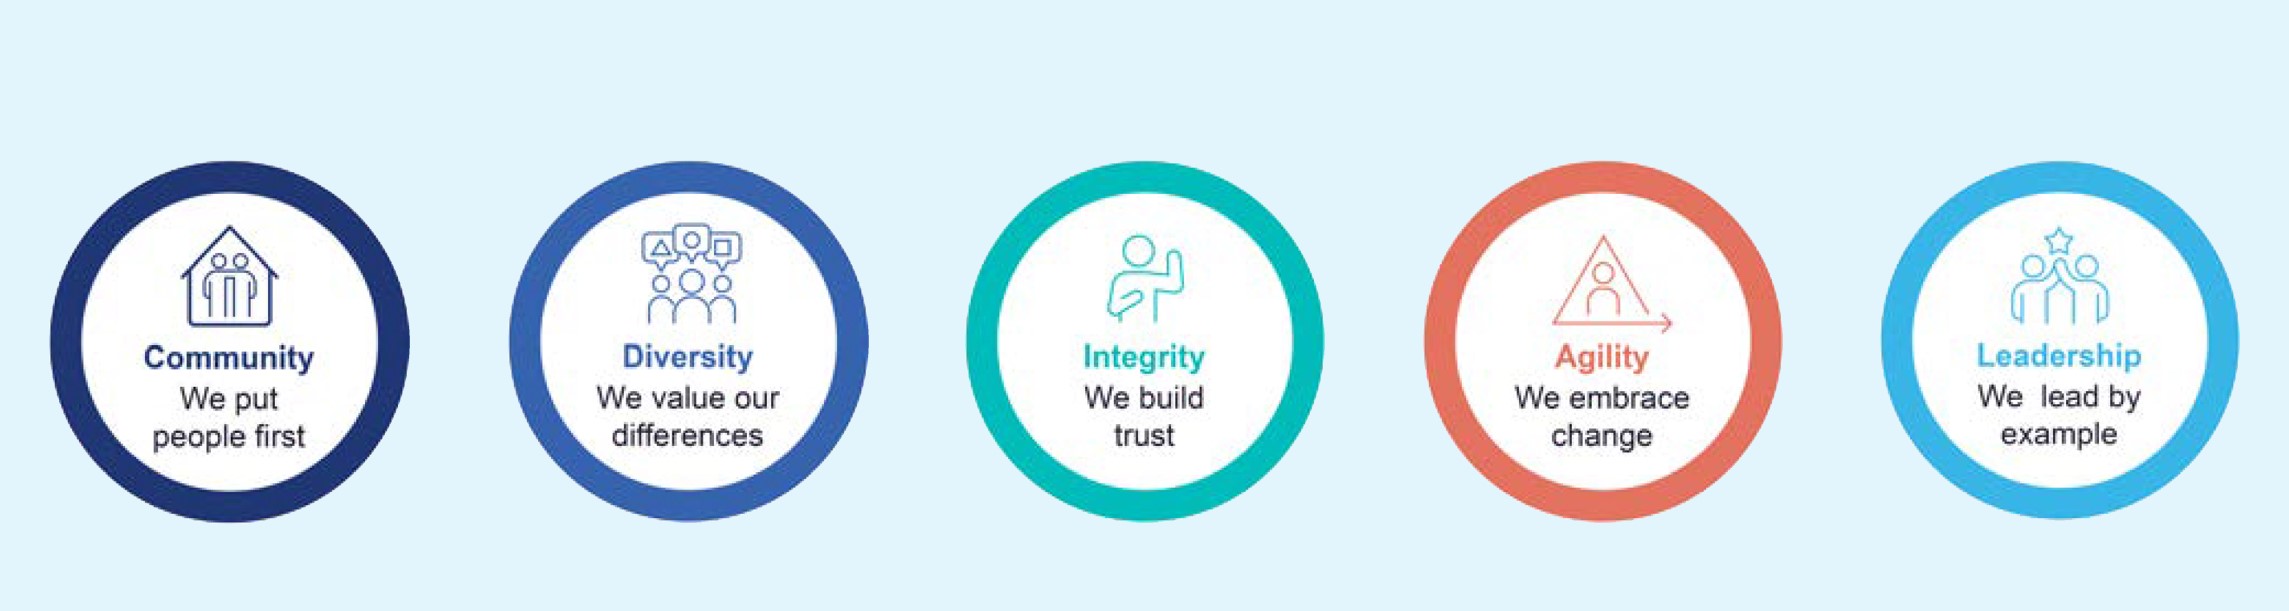 Community
We put
people first
Diversity
We value our
differences
Integrity
We build
trust
Agility
We embrace
change
Leadership
We  lead by
example